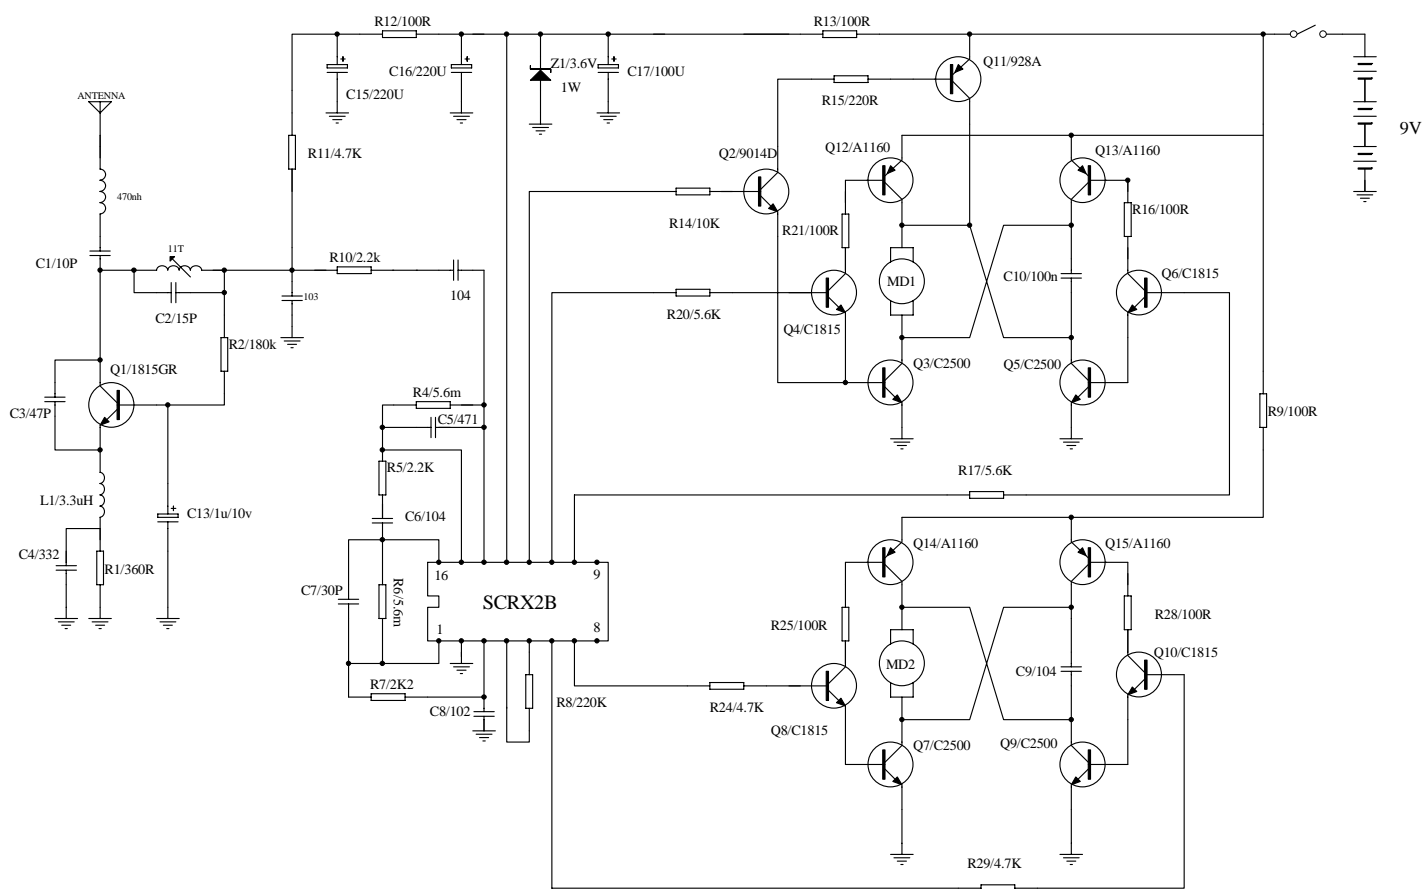 R12/100R
R13/100R
C16/220U
C15/220U
Z1/3.6V
1W
C17/100U
Q11/928A
R15/220R
9V
ANTENNA
R11/4.7K
Q2/9014D
Q12/A1160
Q13/A1160
470nh
R14/10K
R21/100R
R16/100R
C1/10P
11T
R10/2.2k
104
103
MD1
C10/100n
Q6/C1815
C2/15P
R20/5.6K
Q4/C1815
R2/180k
Q1/1815GR
Q3/C2500
Q5/C2500
C3/47P
R4/5.6m
C5/471
R9/100R
R5/2.2K
R17/5.6K
L1/3.3uH
C13/1u/10v
C6/104
C4/332
R1/360R
C7/30P
R6/5.6m
16
9
SCRX2B
1
8
Q14/A1160
Q15/A1160
R25/100R
R28/100R
MD2
C9/104
Q10/C1815
R7/2K2
C8/102
R8/220K
R24/4.7K
Q8/C1815
Q7/C2500
Q9/C2500
R29/4.7K